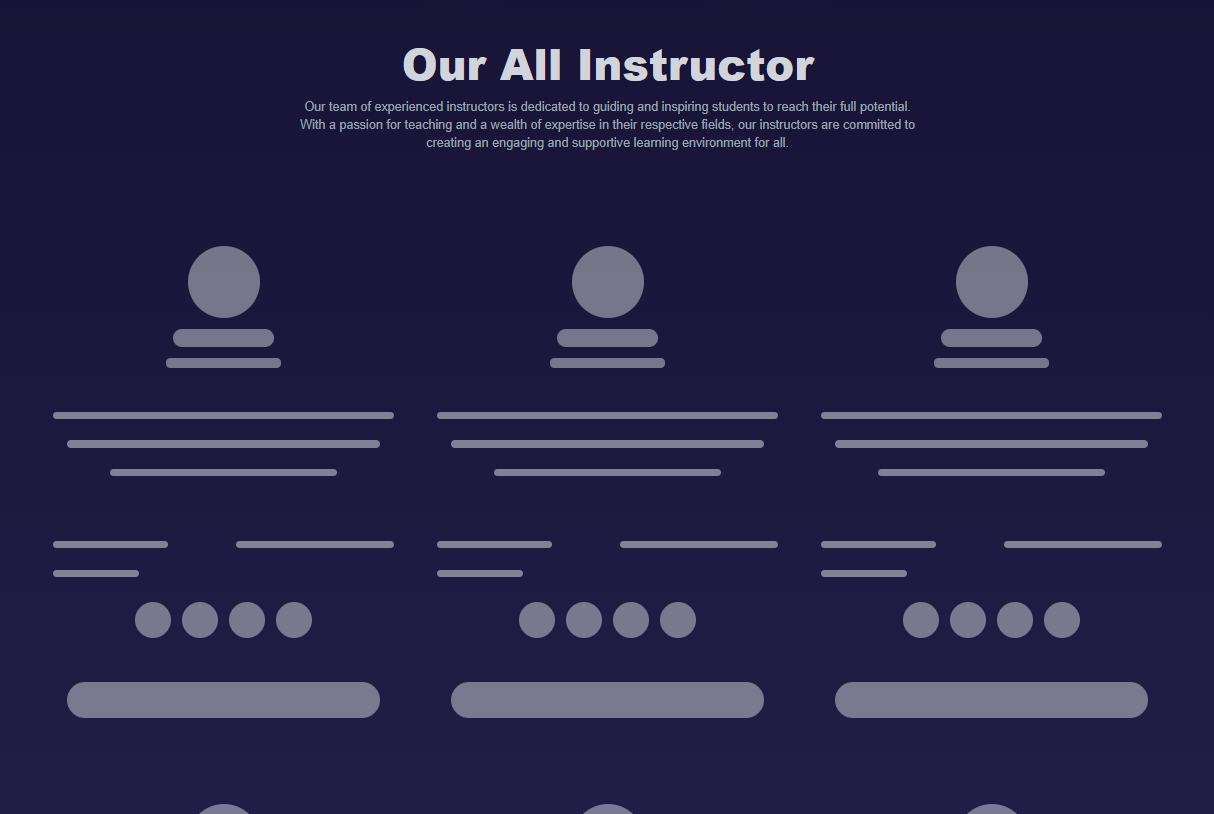 Our All Instructor
Our team of experienced instructors is dedicated to guiding and inspiring students to reach their full potential.
With a passion for teaching and a wealth of expertise in their respective fields, our instructors are committed to
creating an engaging and supportive learning environment for all.